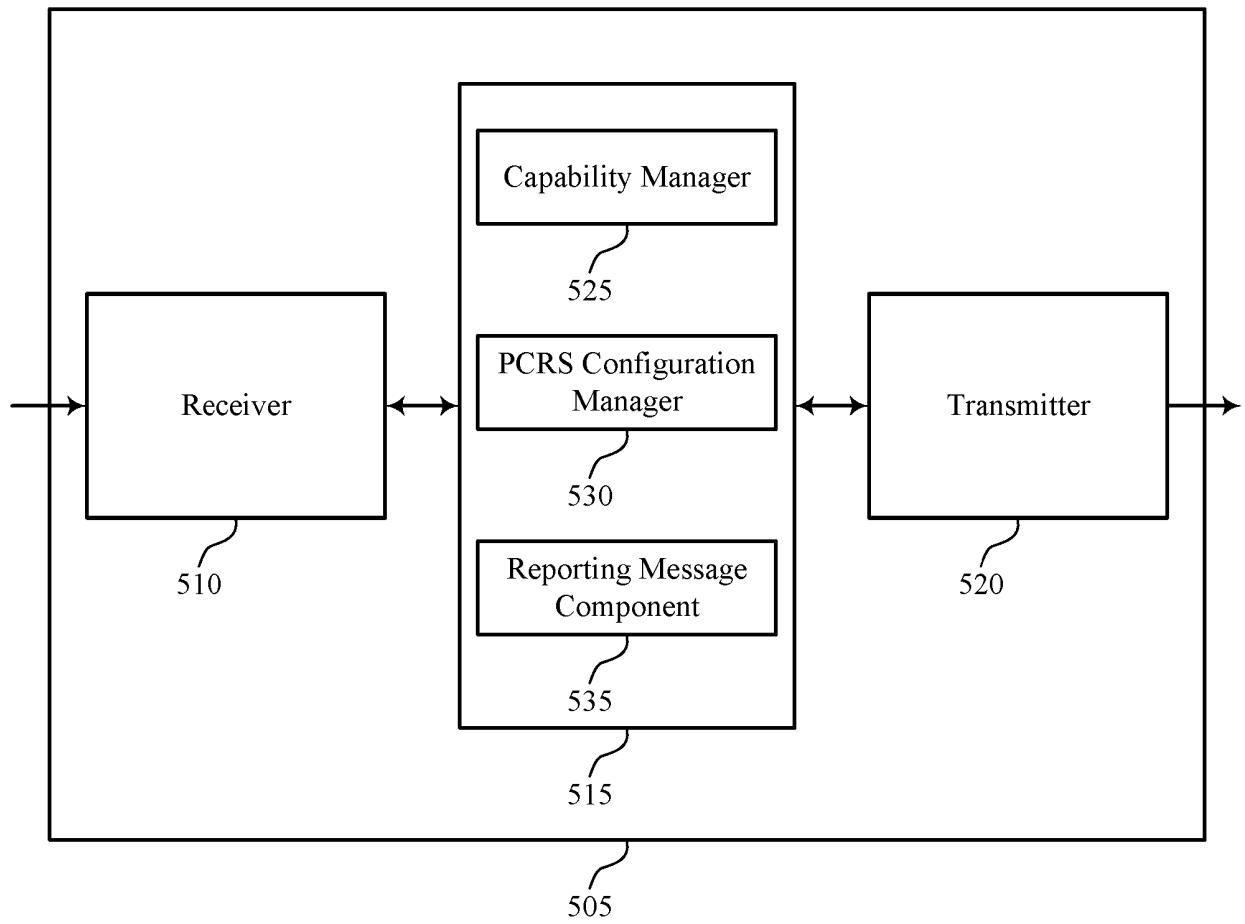 Capability Manager
525
PCRS Configuration
Manager
530
Reporting Message
Component
535
515
Receiver
510
Transmitter
520
505